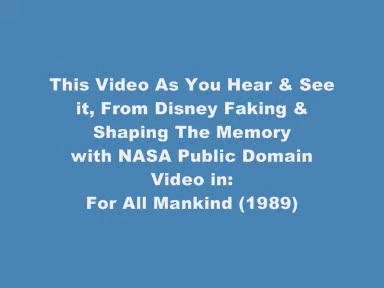 This Video As You Hear & See
it, From Disney Faking &
Shaping The Memory
with NASA Public Domain
Video in:
For All Mankind (1989)